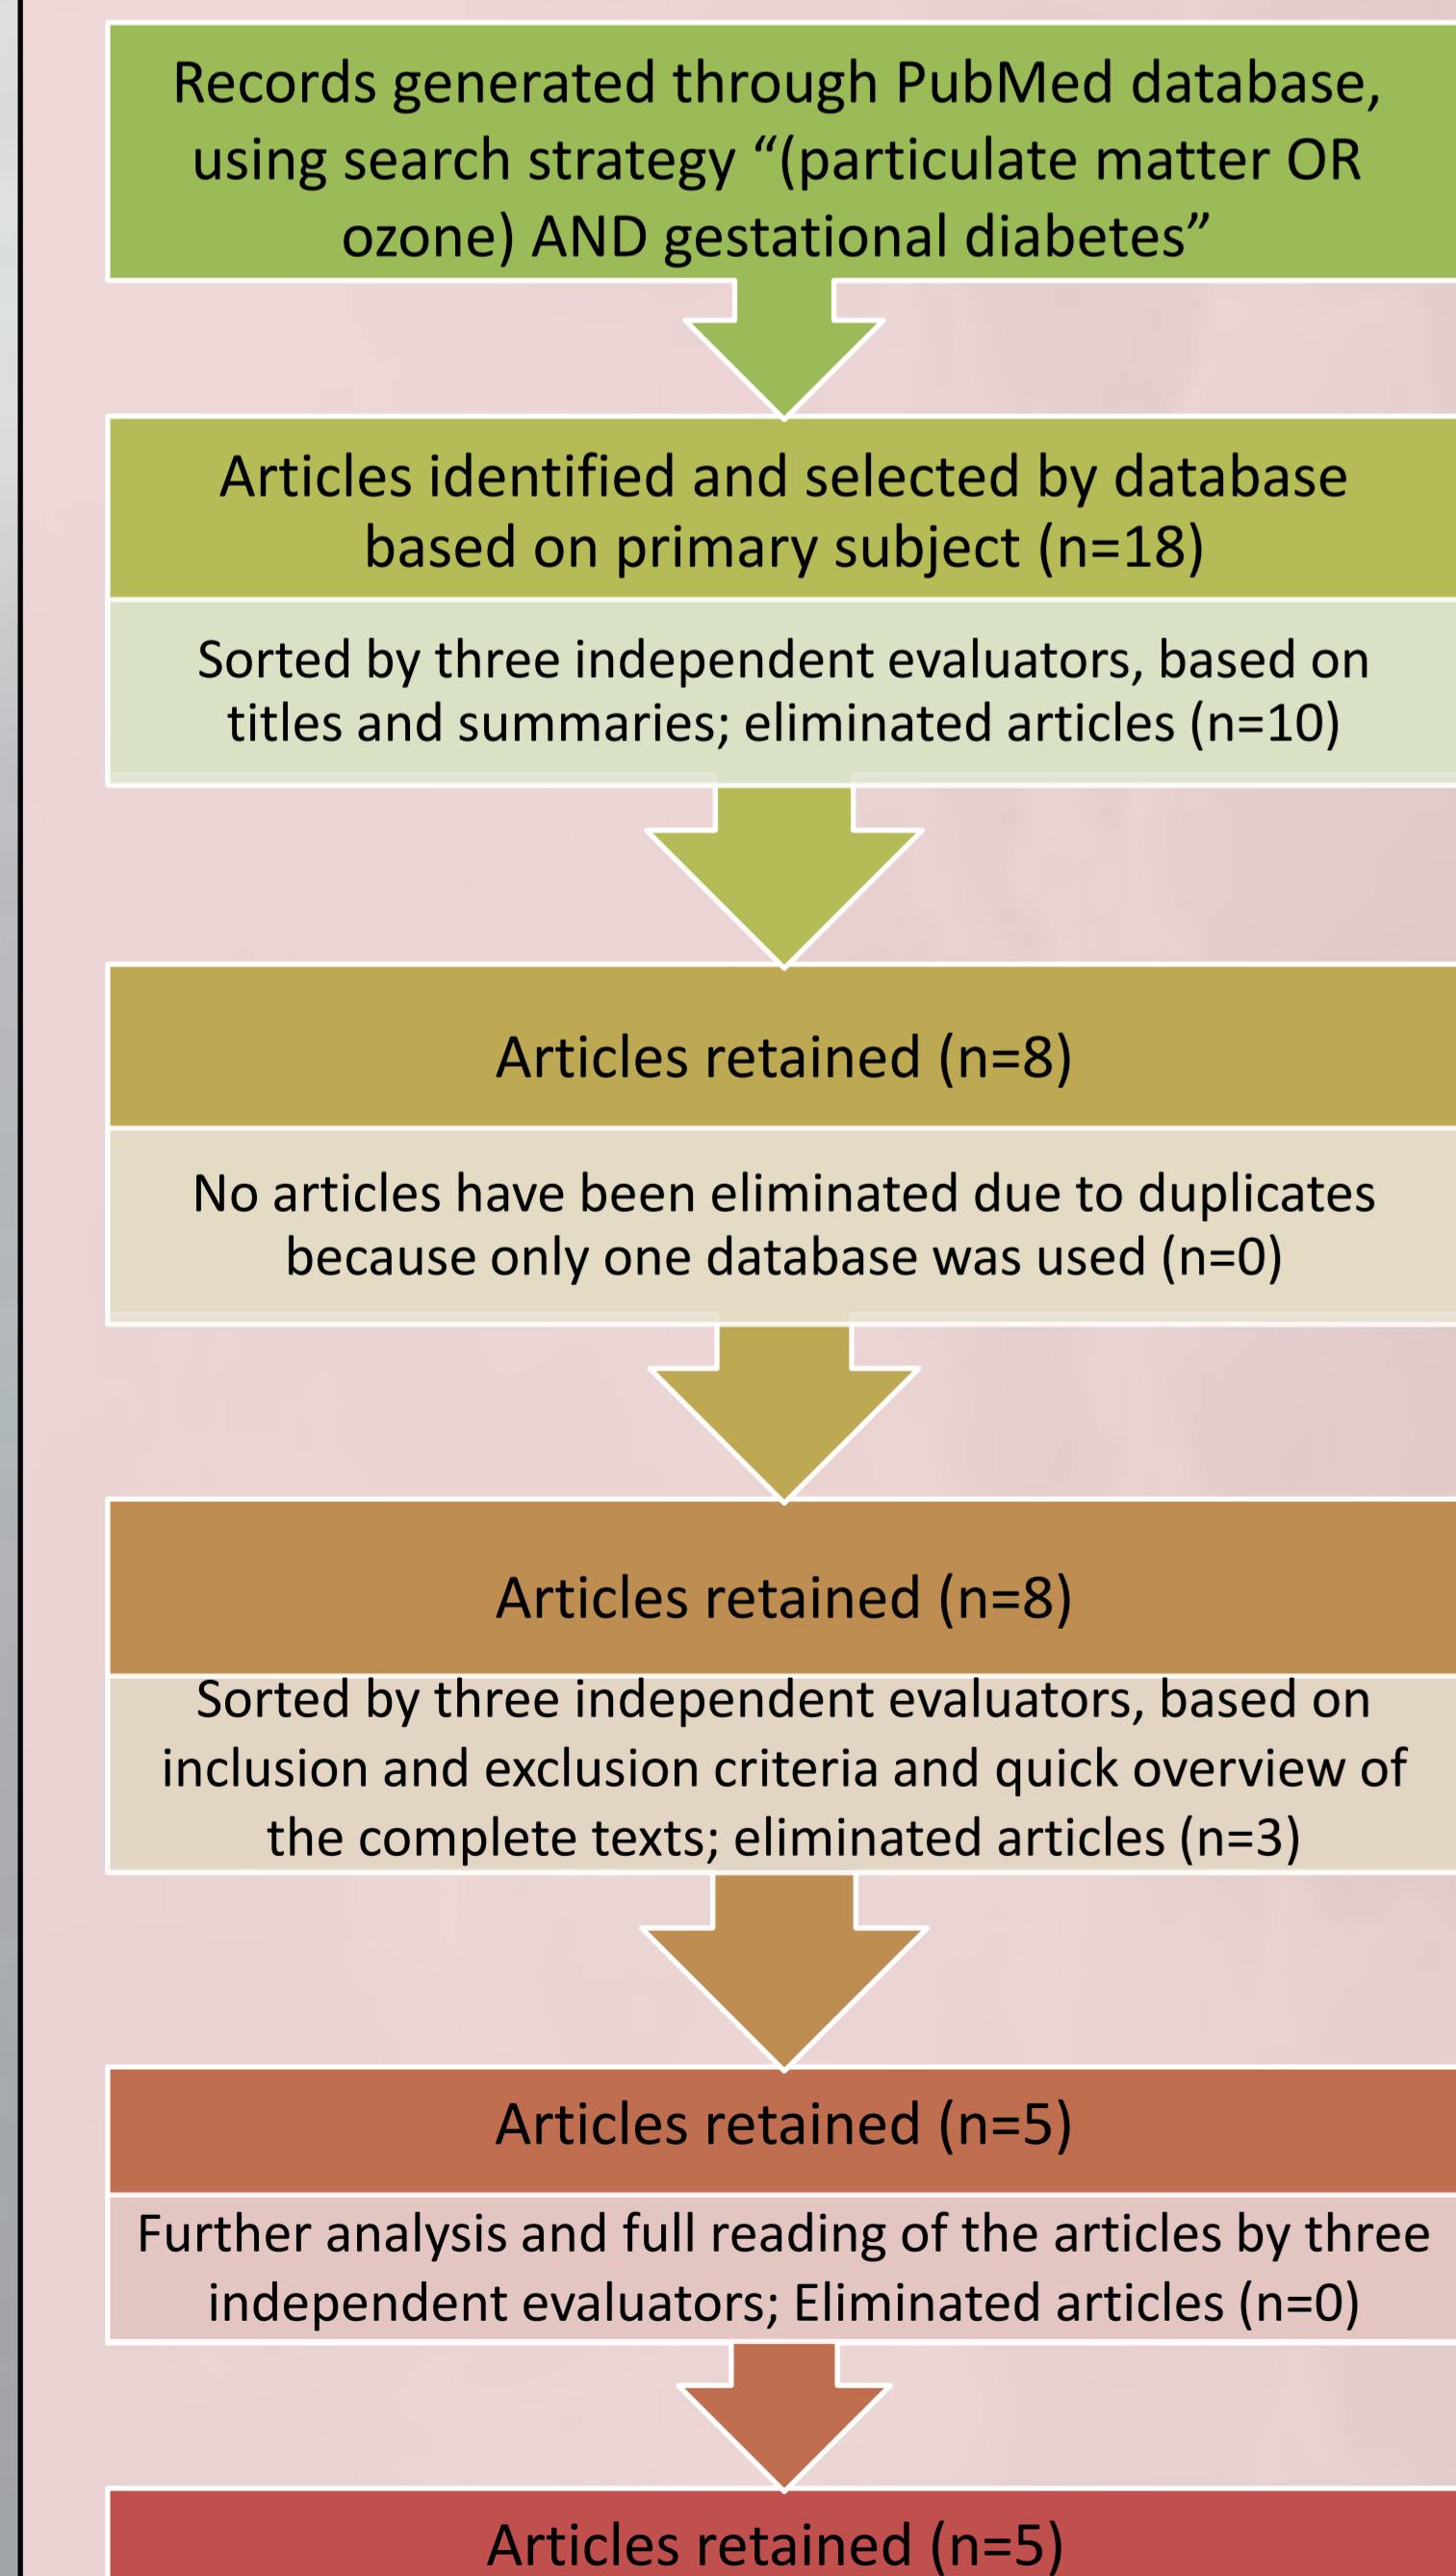 Records generated through PubMed database,
using search strategy “(particulate matter OR
ozone) AND gestational diabetes”
Articles identified and selected by database
based on primary subject (n=18)
Sorted by three independent evaluators, based on
titles and summaries; eliminated articles (n=10)
Articles retained (n=8)
No articles have been eliminated due to duplicates
because only one database was used (n=0)
Articles retained (n=8)
Sorted by three independent evaluators, based on
inclusion and exclusion criteria and quick overview of
the complete texts; eliminated articles (n=3)
Articles retained (n=5)
Further analysis and full reading of the articles by three
independent evaluators; Eliminated articles (n=0)
Articles retained (n=5)